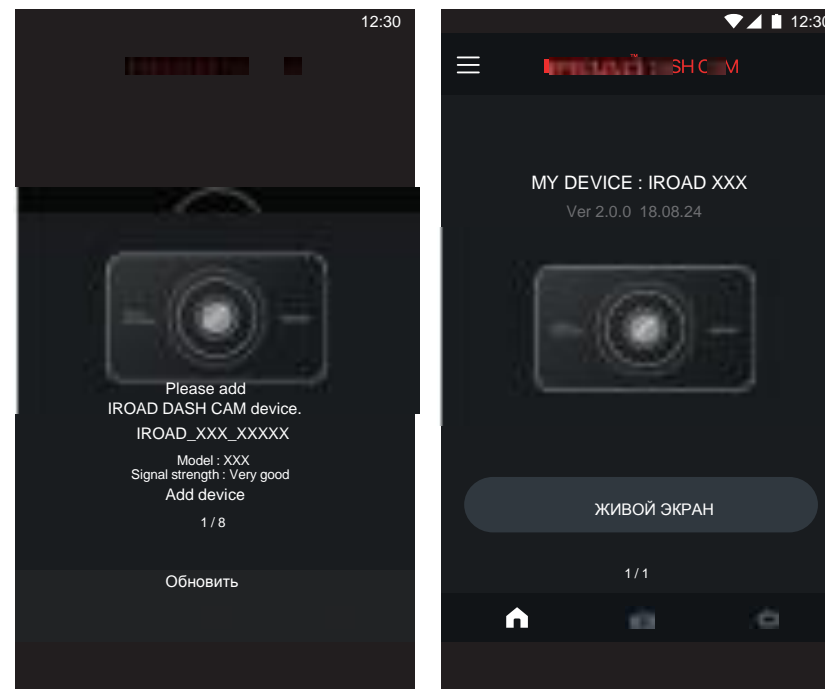 12:30
Please add
IROAD DASH CAM device.
IROAD_XXX_XXXXX
Model : XXX
Signal strength : Very good
Add device
1 / 8
Обновить
12:30
MY DEVICE : IROAD XXX
Ver 2.0.0 18.08.24
ЖИВОЙ ЭКРАН
1 / 1